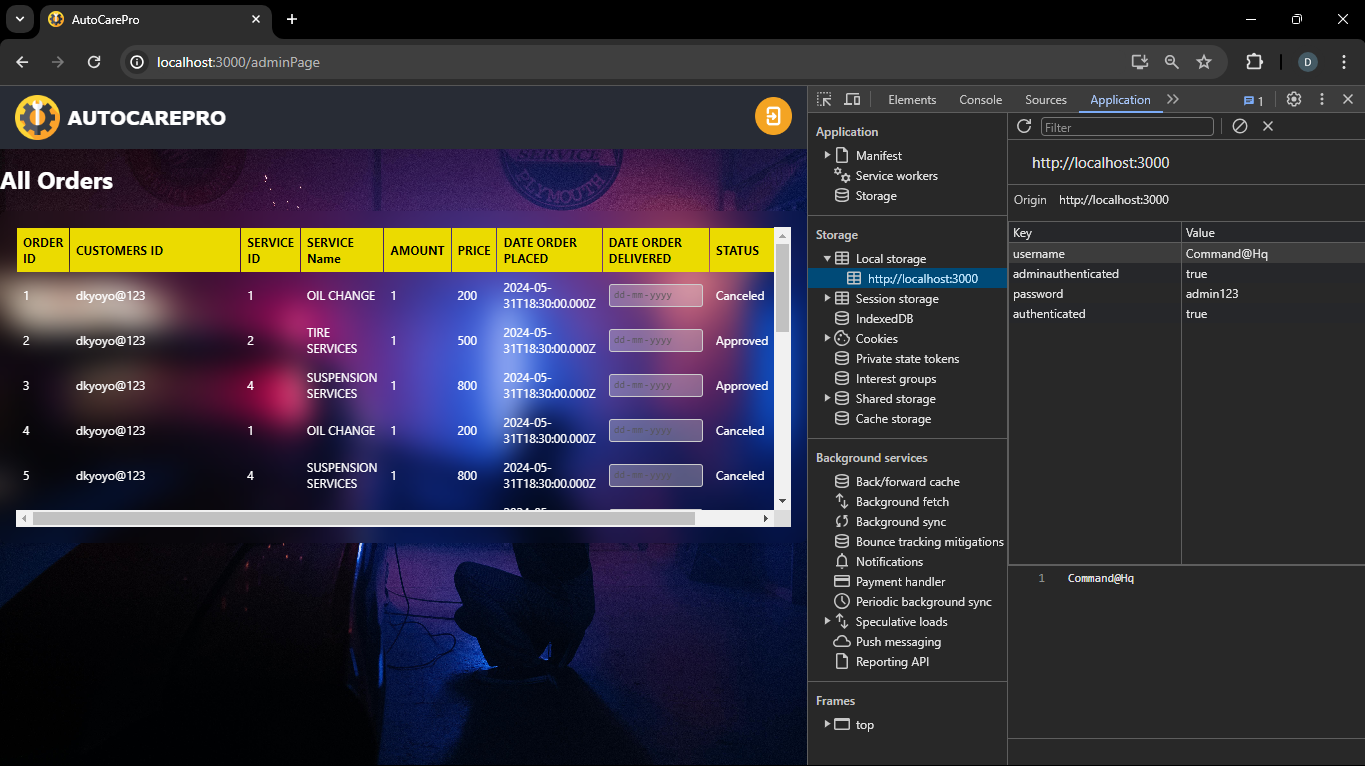 AutoCarePro
localhost:3000/adminPage
D
AUTOCAREPRO
All Orders
ORDER ID CUSTOMERS ID SERVICE ID SERVICE Name AMOUNT PRICE DATE ORDER PLACED DATE ORDER DELIVERED STATUS
1 dkyoyo@123 1 OIL CHANGE 1 200 2024-05-31T18:30:00.000Z dd-mm-yyyy Canceled
2 dkyoyo@123 2 TIRE SERVICES 1 500 2024-05-31T18:30:00.000Z dd-mm-yyyy Approved
3 dkyoyo@123 4 SUSPENSION SERVICES 1 800 2024-05-31T18:30:00.000Z dd-mm-yyyy Approved
4 dkyoyo@123 1 OIL CHANGE 1 200 2024-05-31T18:30:00.000Z dd-mm-yyyy Canceled
5 dkyoyo@123 4 SUSPENSION SERVICES 1 800 2024-05-31T18:30:00.000Z dd-mm-yyyy Canceled
SERVICE
PLYMOUTH
Elements Console Sources Application 1
Application
Manifest
Service workers
Storage
Storage
Local storage
http://localhost:3000
Session storage
IndexedDB
Cookies
Private state tokens
Interest groups
Shared storage
Cache storage
Background services
Back/forward cache
Background fetch
Background sync
Bounce tracking mitigations
Notifications
Payment handler
Periodic background sync
Speculative loads
Push messaging
Reporting API
Frames
top
Filter
http://localhost:3000
Origin http://localhost:3000
Key Value
username Command@Hq
adminauthenticated true
password admin123
authenticated true
1 Command@Hq